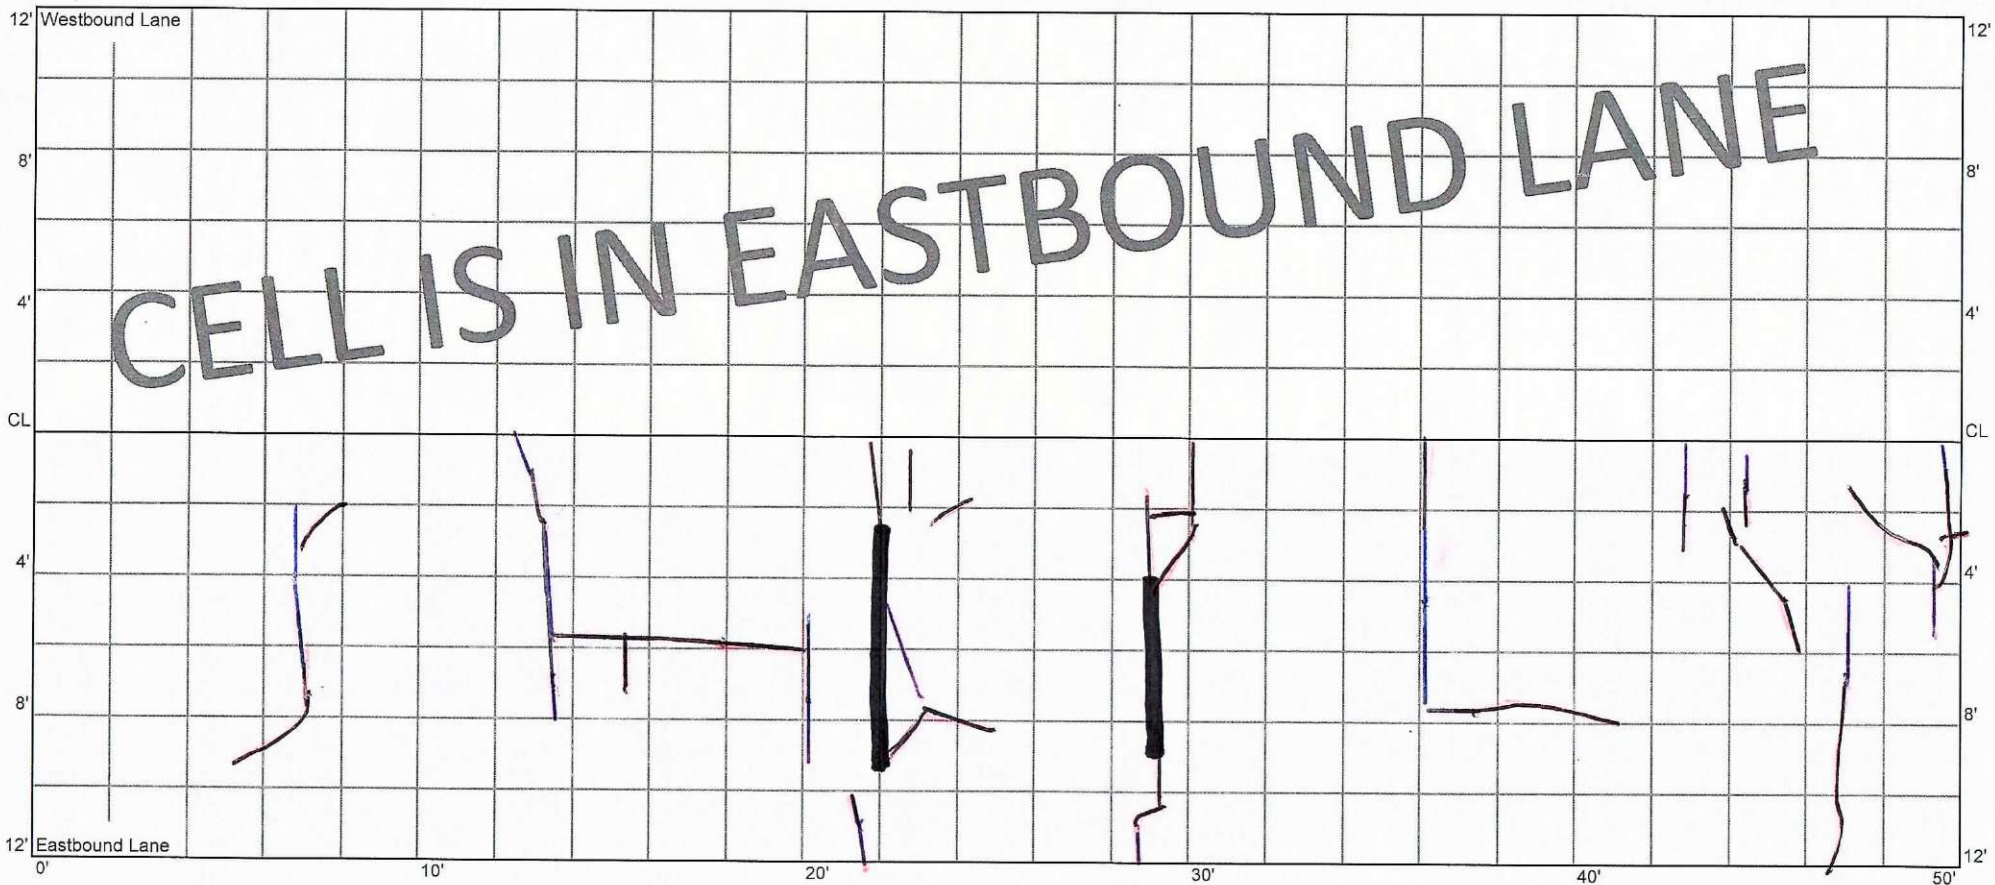 12' Westbound Lane 12'
8' 8'
CELL IS IN EASTBOUND LANE
4' 4'
CL CL
4' 4'
8' 8'
12' Eastbound Lane 12'
0' 10' 20' 30' 40' 50'